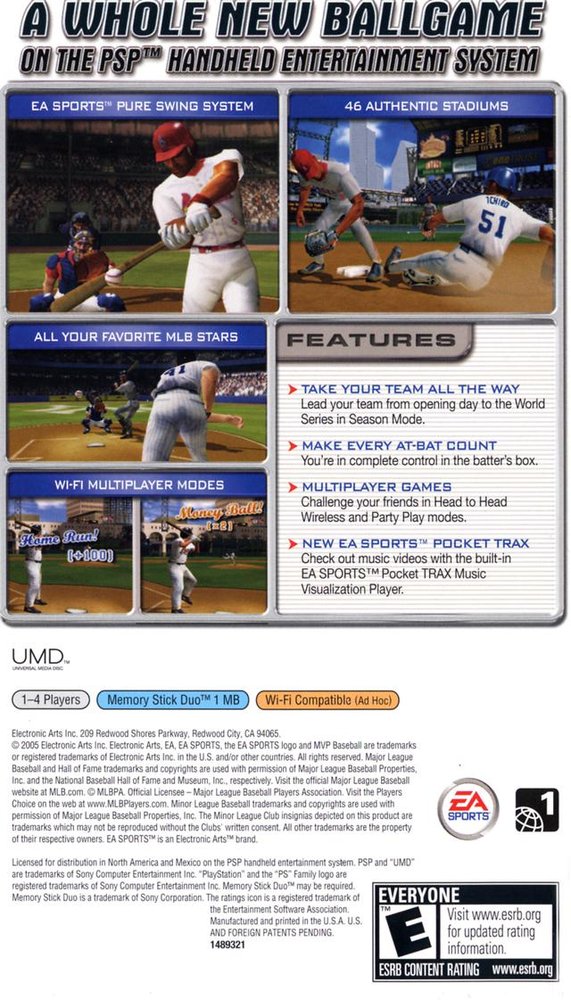 A WHOLE NEW BALLGAME
ON THE PSP™ HANDHELD ENTERTAINMENT SYSTEM
EA SPORTS™ PURE SWING SYSTEM
46 AUTHENTIC STADIUMS
ICHIRO
51
ALL YOUR FAVORITE MLB STARS
WI-FI MULTIPLAYER MODES
Home Run!
(+100)
Money Ball!
(x2)
FEATURES
TAKE YOUR TEAM ALL THE WAY
Lead your team from opening day to the World
Series in Season Mode.
MAKE EVERY AT-BAT COUNT
You're in complete control in the batter's box.
MULTIPLAYER GAMES
Challenge your friends in Head to Head
Wireless and Party Play modes.
NEW EA SPORTS™ POCKET TRAX
Check out music videos with the built-in
EA SPORTS™ Pocket TRAX Music
Visualization Player.
UMD™
UNIVERSAL MEDIA DISC
1–4 Players
Memory Stick Duo™ 1 MB
Wi-Fi Compatible (Ad Hoc)
Electronic Arts Inc. 209 Redwood Shores Parkway, Redwood City, CA 94065.
© 2005 Electronic Arts Inc. Electronic Arts, EA, EA SPORTS, the EA SPORTS logo and MVP Baseball are trademarks
or registered trademarks of Electronic Arts Inc. in the U.S. and/or other countries. All rights reserved. Major League
Baseball and Hall of Fame trademarks and copyrights are used with permission of Major League Baseball Properties,
Inc. and the National Baseball Hall of Fame and Museum, Inc., respectively. Visit the official Major League Baseball
website at MLB.com. © MLBPA. Official Licensee – Major League Baseball Players Association. Visit the Players
Choice on the web at www.MLBPlayers.com. Minor League Baseball trademarks and copyrights are used with
permission of Major League Baseball Properties, Inc. The Minor League Club insignias depicted on this product are
trademarks which may not be reproduced without the Clubs' written consent. All other trademarks are the property
of their respective owners. EA SPORTS™ is an Electronic Arts™ brand.
EA
SPORTS
1
Licensed for distribution in North America and Mexico on the PSP handheld entertainment system. PSP and "UMD"
are trademarks of Sony Computer Entertainment Inc. "PlayStation" and the "PS" Family logo are
registered trademarks of Sony Computer Entertainment Inc. Memory Stick Duo™ may be required.
Memory Stick Duo is a trademark of Sony Corporation. The ratings icon is a registered trademark of
the Entertainment Software Association.
Manufactured and printed in the U.S.A. U.S.
AND FOREIGN PATENTS PENDING.
1489321
EVERYONE
E
Visit www.esrb.org
for updated rating
information.
ESRB CONTENT RATING www.esrb.org